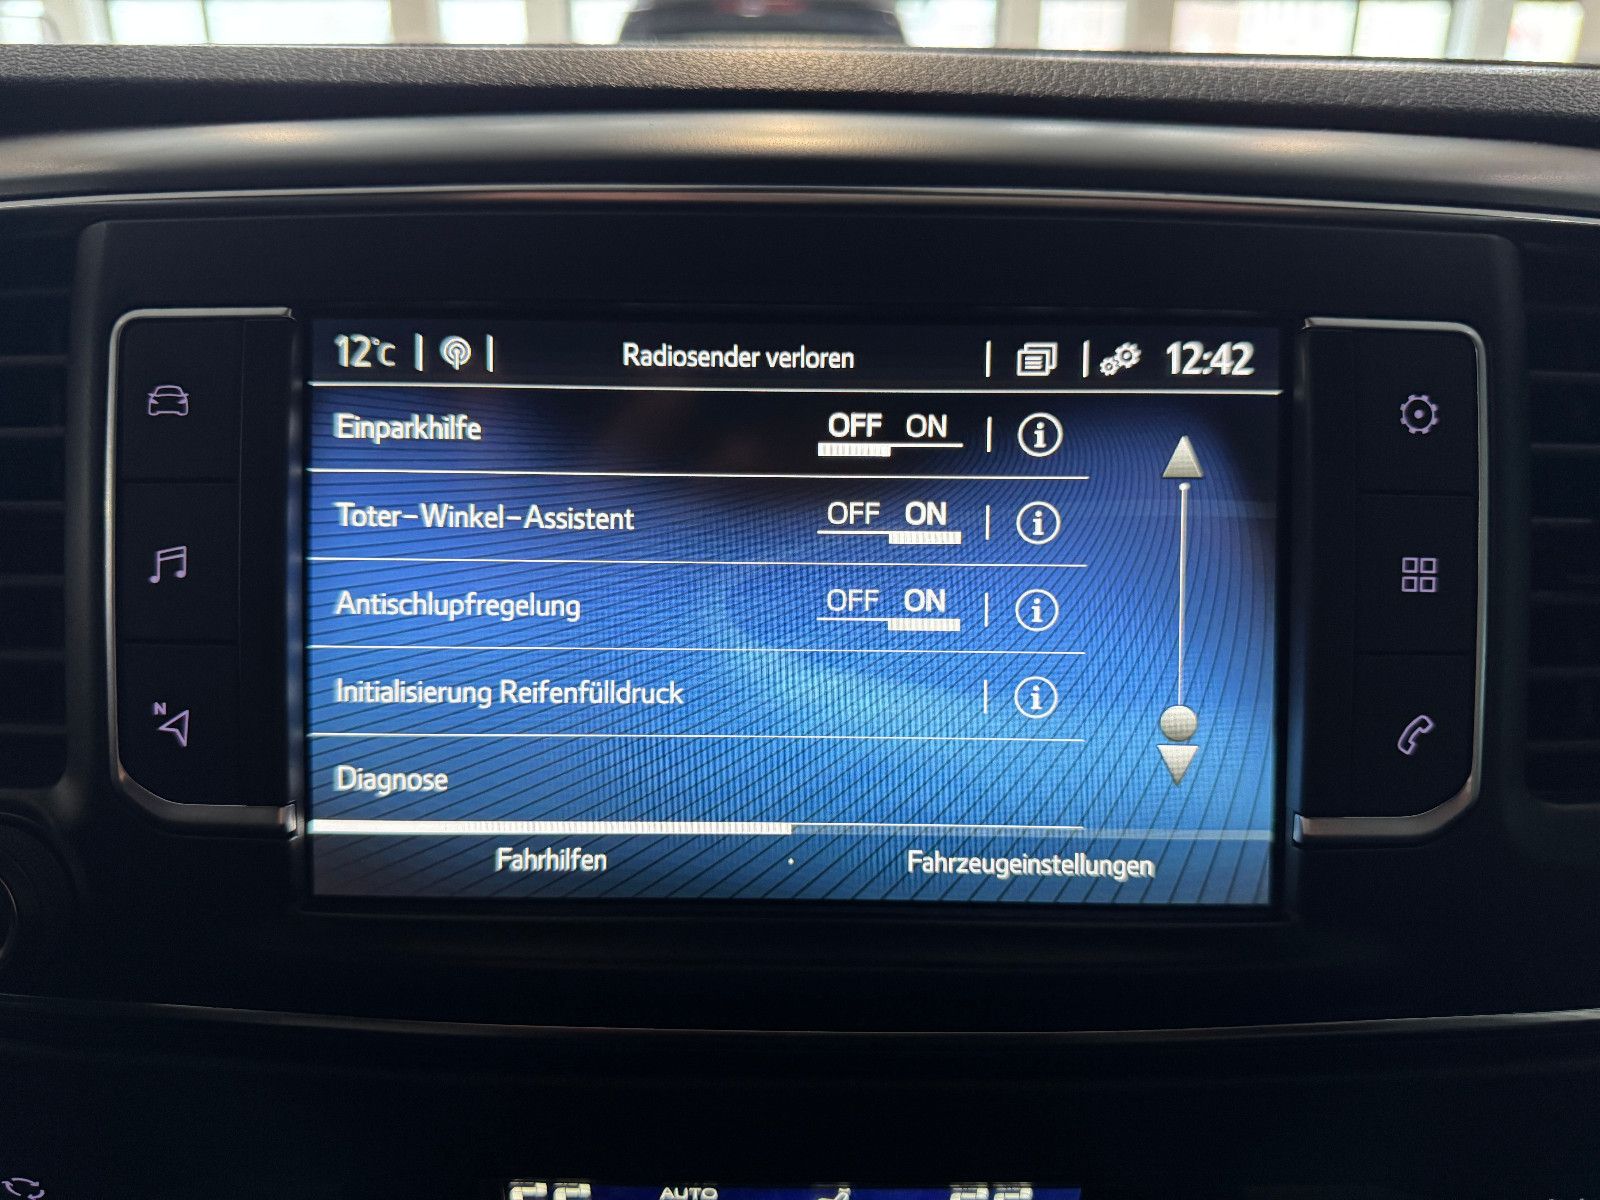 12°C Radiosender verloren 12:42
Einparkhilfe OFF ON
Toter-Winkel-Assistent OFF ON
Antischlupfregelung OFF ON
Initialisierung Reifenfülldruck
Diagnose
Fahrhilfen · Fahrzeugeinstellungen
N
AUTO